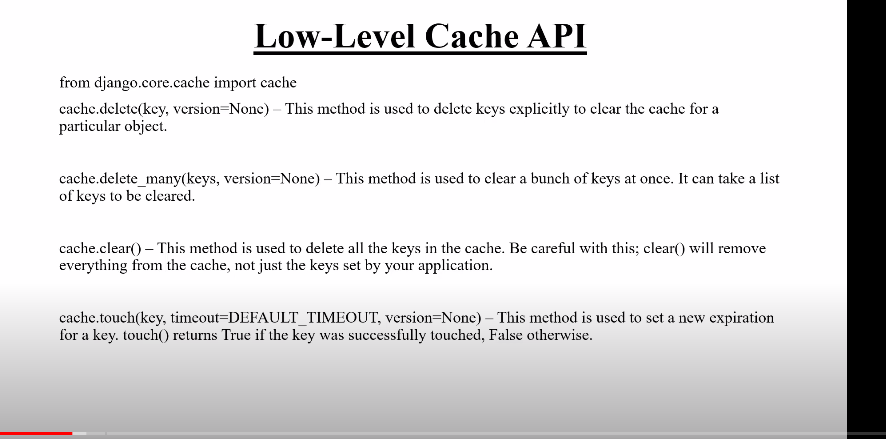 Low-Level Cache API
from django.core.cache import cache
cache.delete(key, version=None) – This method is used to delete keys explicitly to clear the cache for a
particular object.
cache.delete_many(keys, version=None) – This method is used to clear a bunch of keys at once. It can take a list
of keys to be cleared.
cache.clear() – This method is used to delete all the keys in the cache. Be careful with this; clear() will remove
everything from the cache, not just the keys set by your application.
cache.touch(key, timeout=DEFAULT_TIMEOUT, version=None) – This method is used to set a new expiration
for a key. touch() returns True if the key was successfully touched, False otherwise.